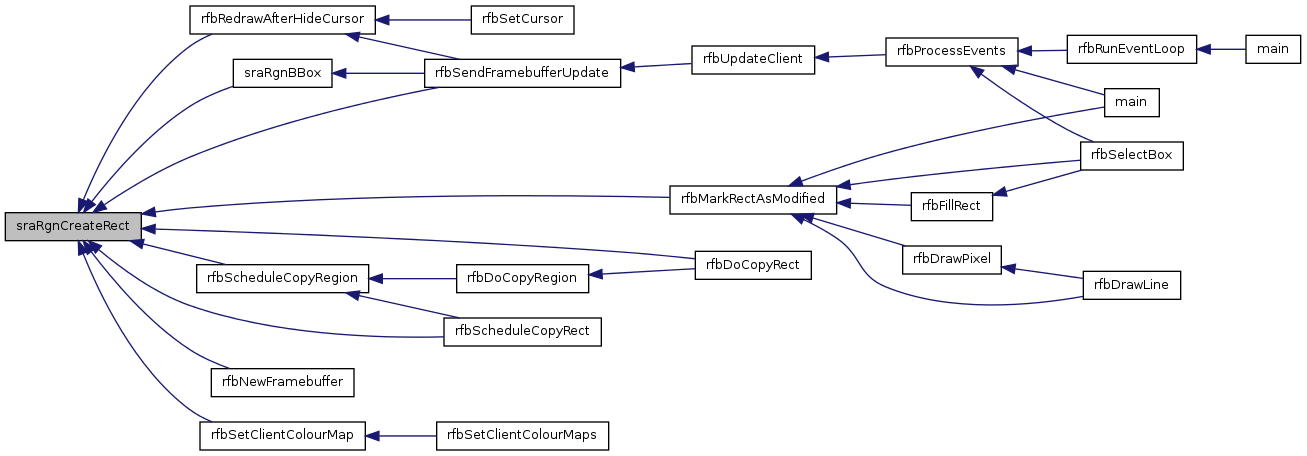 rfbRedrawAfterHideCursor
rfbSetCursor
rfbProcessEvents
rfbRunEventLoop
main
rfbUpdateClient
sraRgnBBox
rfbSendFramebufferUpdate
main
rfbSelectBox
rfbMarkRectAsModified
rfbFillRect
sraRgnCreateRect
rfbDoCopyRect
rfbDrawPixel
rfbScheduleCopyRegion
rfbDoCopyRegion
rfbDrawLine
rfbScheduleCopyRect
rfbNewFramebuffer
rfbSetClientColourMap
rfbSetClientColourMaps